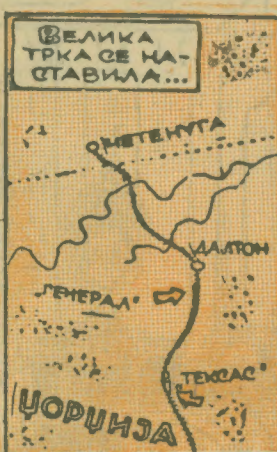 ВЕЛИКА
ТРКА СЕ НА-
СТАВИЛА...
ЧЕТЕНУГА
ДАЛТОН
„ГЕНЕРАЛ“
„ТЕКСАС“
ЏОРЏИЈА